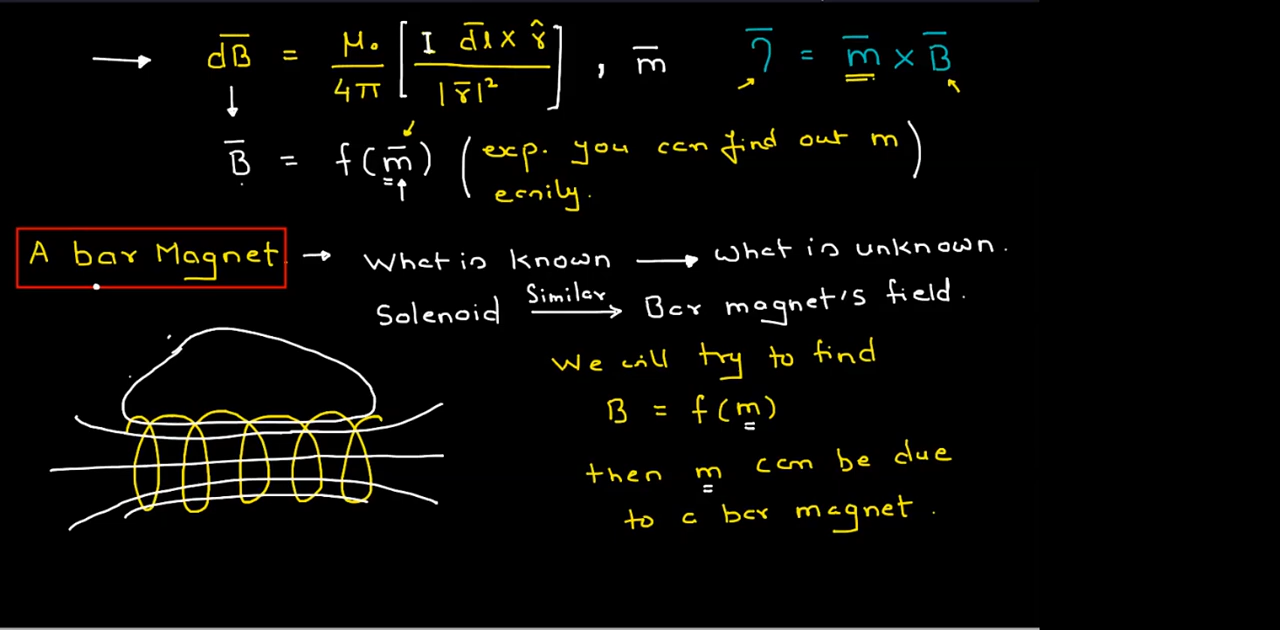 → dB̄ = μ₀/4π [I d̄l × r̂ / |r̄|²] , m̄ τ̄ = m̄ × B̄
B̄ = f(m̄) (exp. you can find out m easily.)
A bar Magnet → What is known → What is unknown.
Solenoid Similar → Bar magnet's field.
We will try to find
B = f(m)
then m can be due
to a bar magnet.